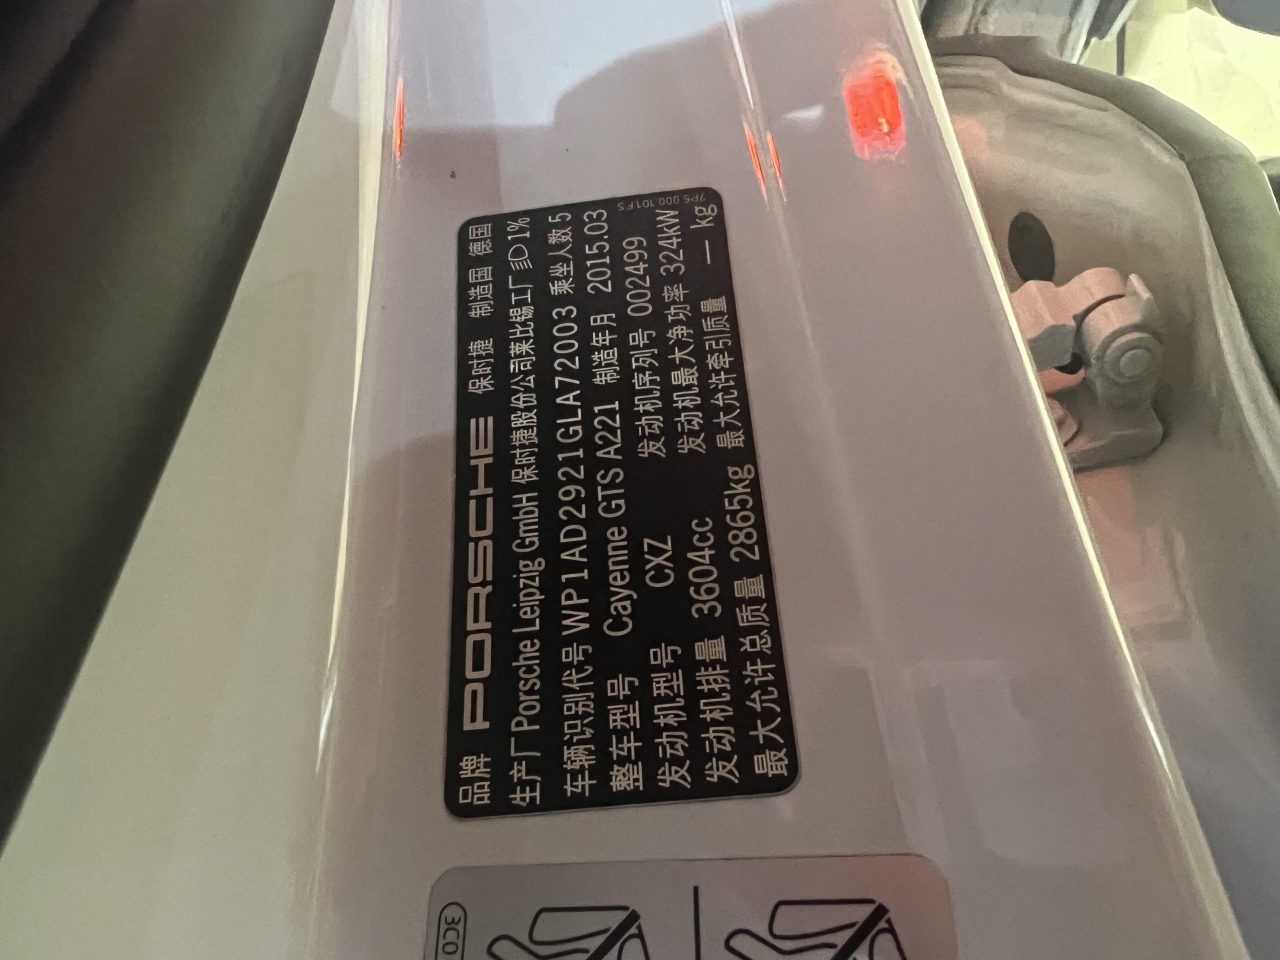 7P5.000.101.FS
品牌 PORSCHE 保时捷 制造国 德国
生产厂 Porsche Leipzig GmbH 保时捷股份公司莱比锡工厂 1%
车辆识别代号 WP1AD2921GLA72003 乘坐人数 5
整车型号 Cayenne GTS A221 制造年月 2015.03
发动机型号 CXZ 发动机序列号 002499
发动机排量 3604cc 发动机最大净功率 324kW
最大允许总质量 2865kg 最大允许牵引质量 — kg
3C0